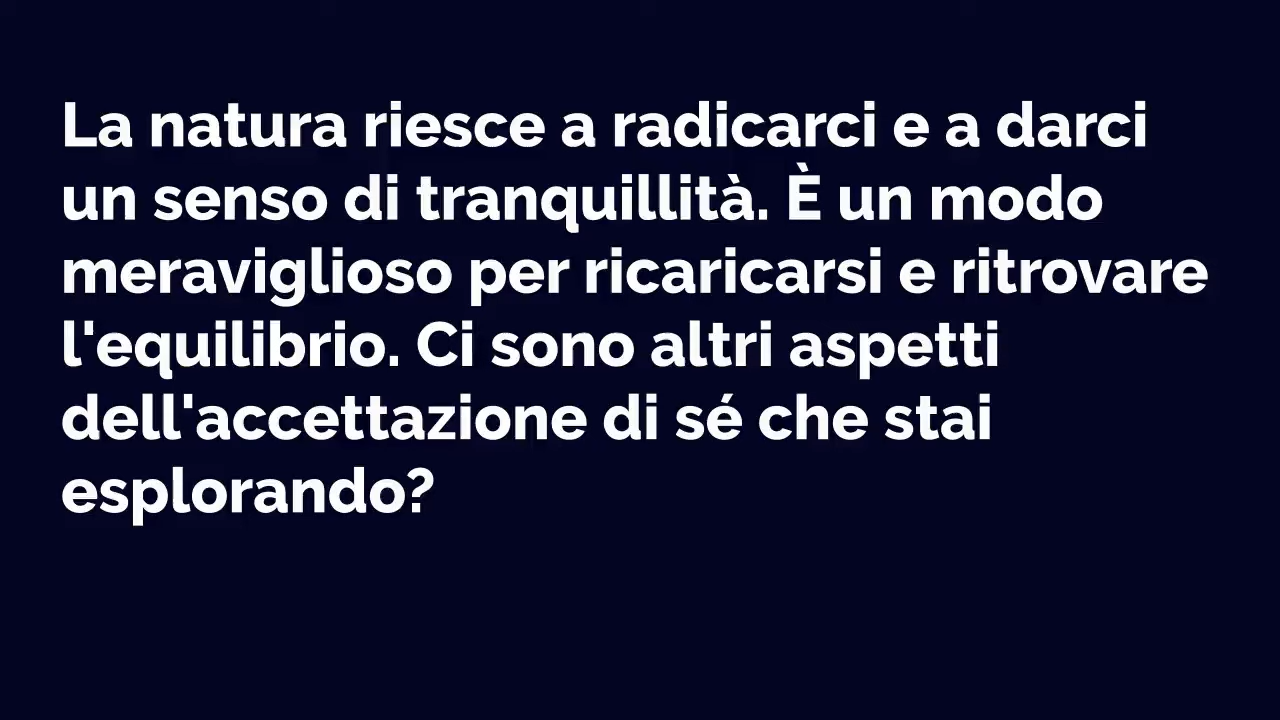 La natura riesce a radicarci e a darci
un senso di tranquillità. È un modo
meraviglioso per ricaricarsi e ritrovare
l'equilibrio. Ci sono altri aspetti
dell'accettazione di sé che stai
esplorando?